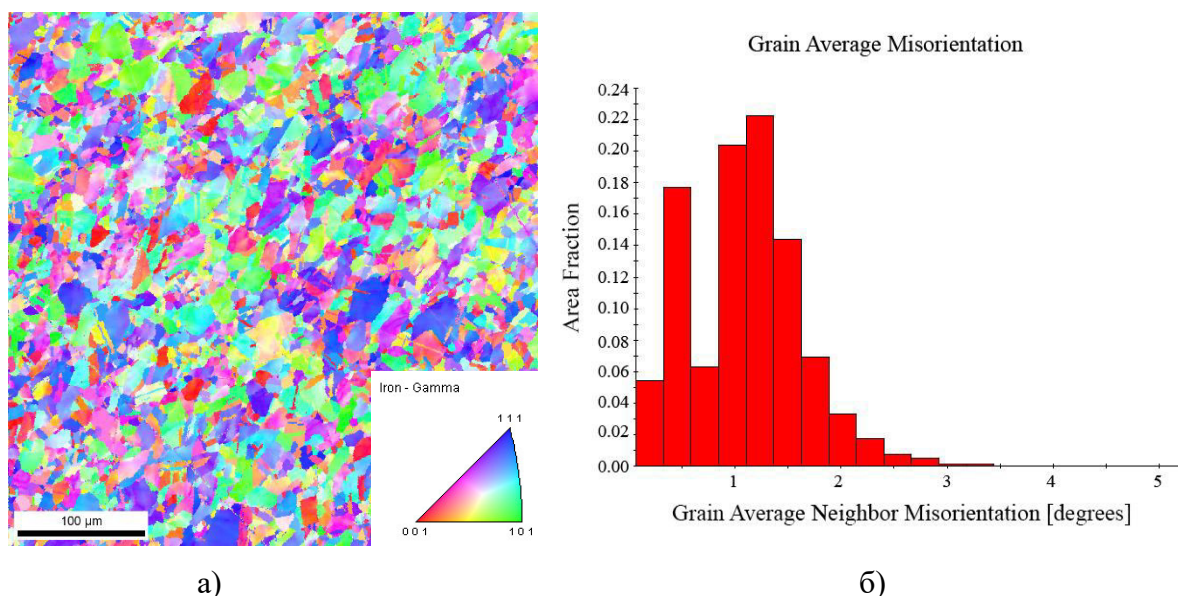 Iron - Gamma
1 1 1
0 0 1
1 0 1
100 µm
Grain Average Misorientation
0.24
0.22
0.20
0.18
0.16
0.14
0.12
0.10
0.08
0.06
0.04
0.02
0.00
Area Fraction
1 2 3 4 5
Grain Average Neighbor Misorientation [degrees]
а) б)